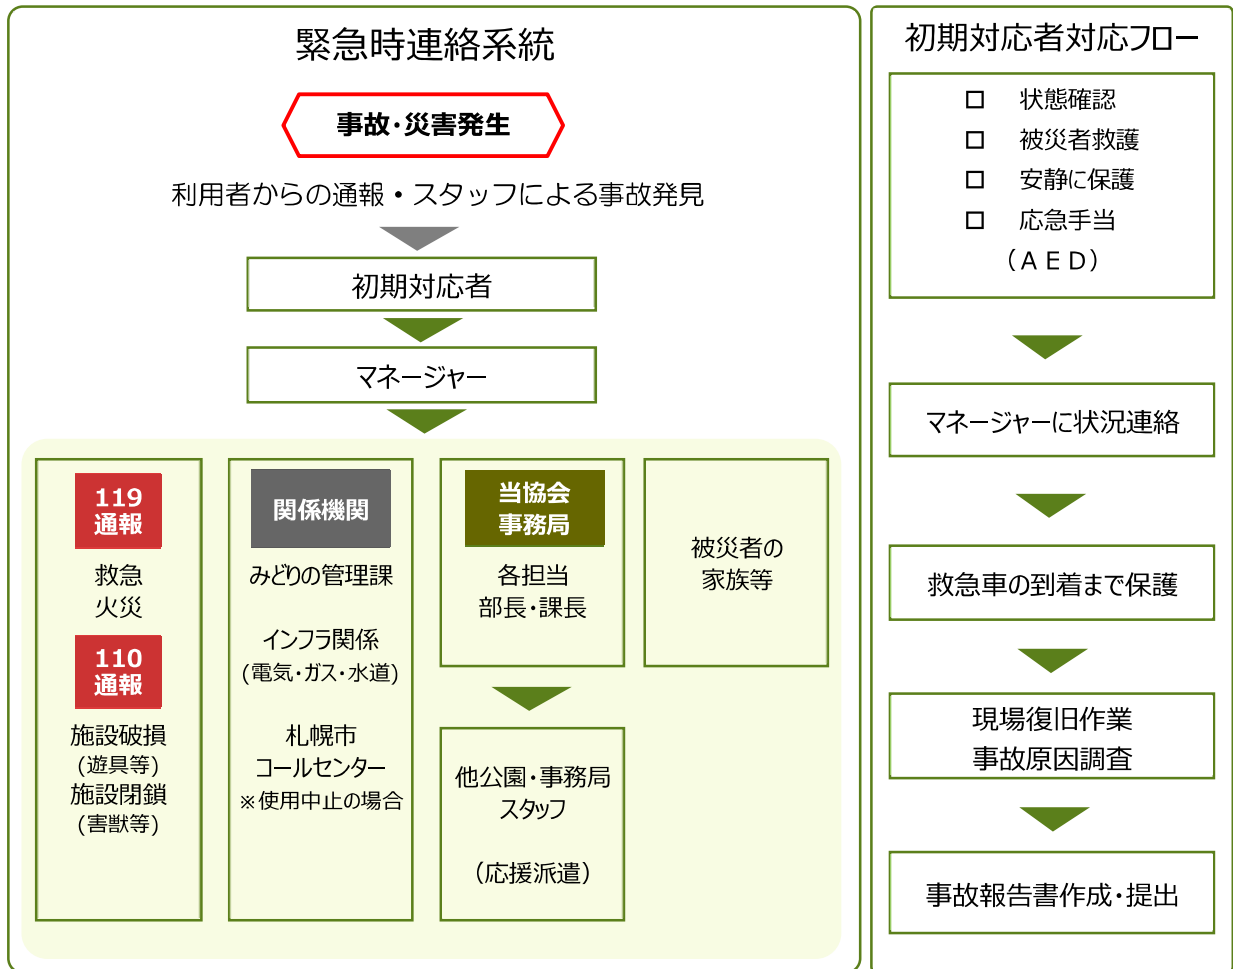 緊急時連絡系統
事故・災害発生
利用者からの通報・スタッフによる事故発見
初期対応者
マネージャー
119
通報
救急
火災
110
通報
施設破損
(遊具等)
施設閉鎖
(害獣等)
関係機関
みどりの管理課
インフラ関係
(電気・ガス・水道)
札幌市
コールセンター
※使用中止の場合
当協会
事務局
各担当
部長・課長
他公園・事務局
スタッフ
（応援派遣）
被災者の
家族等
初期対応者対応フロー
□ 状態確認
□ 被災者救護
□ 安静に保護
□ 応急手当
（ＡＥＤ）
マネージャーに状況連絡
救急車の到着まで保護
現場復旧作業
事故原因調査
事故報告書作成・提出